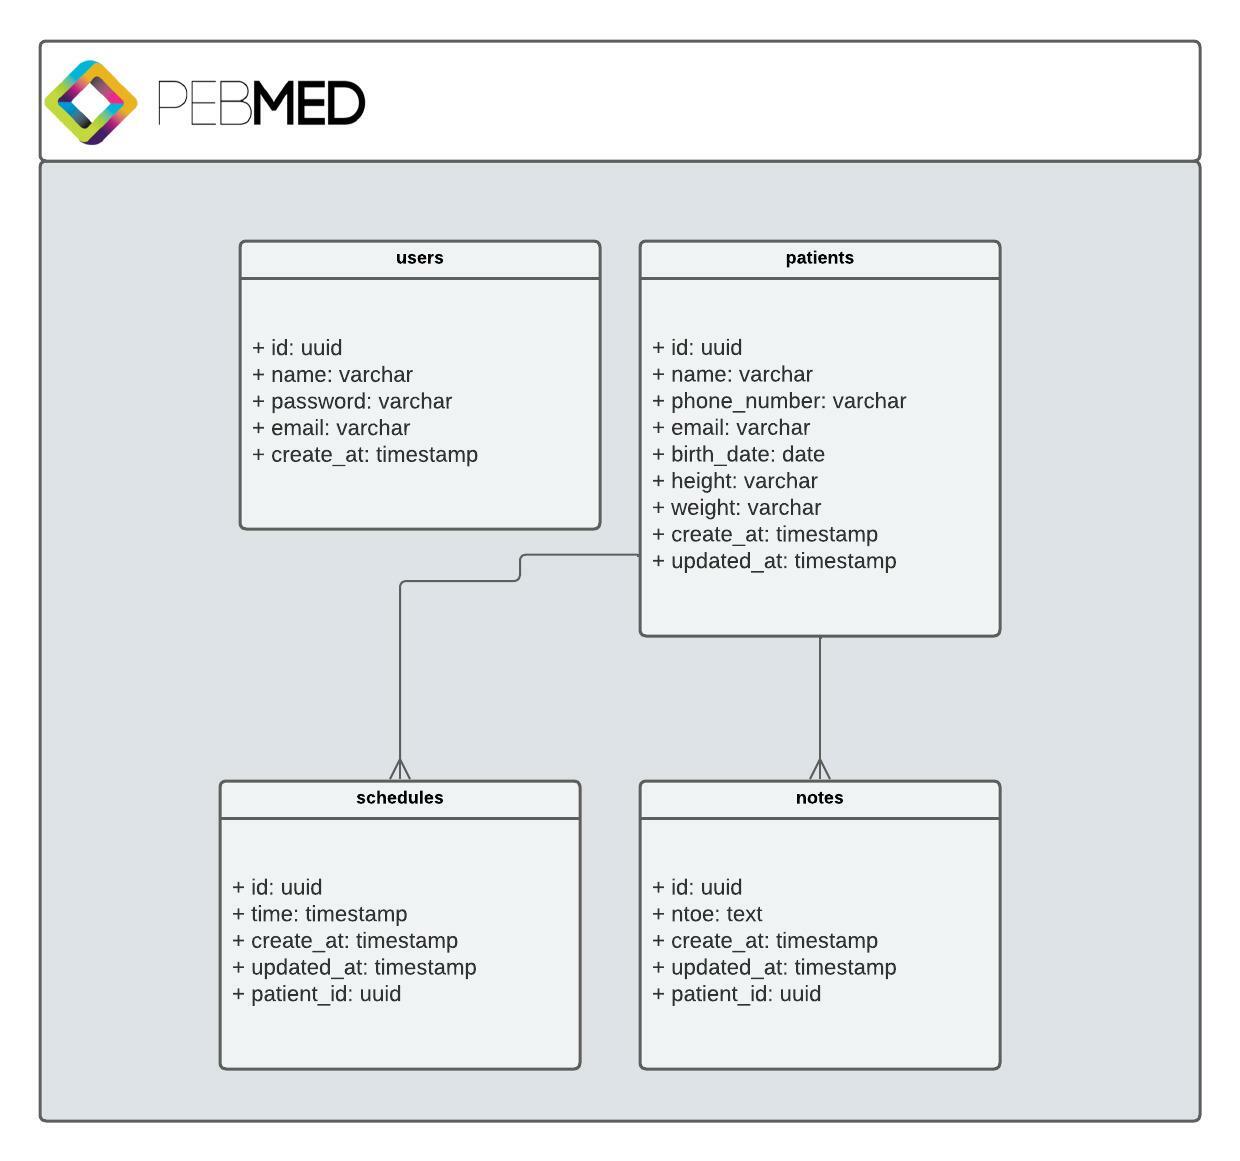 PEBMED
users
+ id: uuid
+ name: varchar
+ password: varchar
+ email: varchar
+ create_at: timestamp
patients
+ id: uuid
+ name: varchar
+ phone_number: varchar
+ email: varchar
+ birth_date: date
+ height: varchar
+ weight: varchar
+ create_at: timestamp
+ updated_at: timestamp
schedules
+ id: uuid
+ time: timestamp
+ create_at: timestamp
+ updated_at: timestamp
+ patient_id: uuid
notes
+ id: uuid
+ ntoe: text
+ create_at: timestamp
+ updated_at: timestamp
+ patient_id: uuid